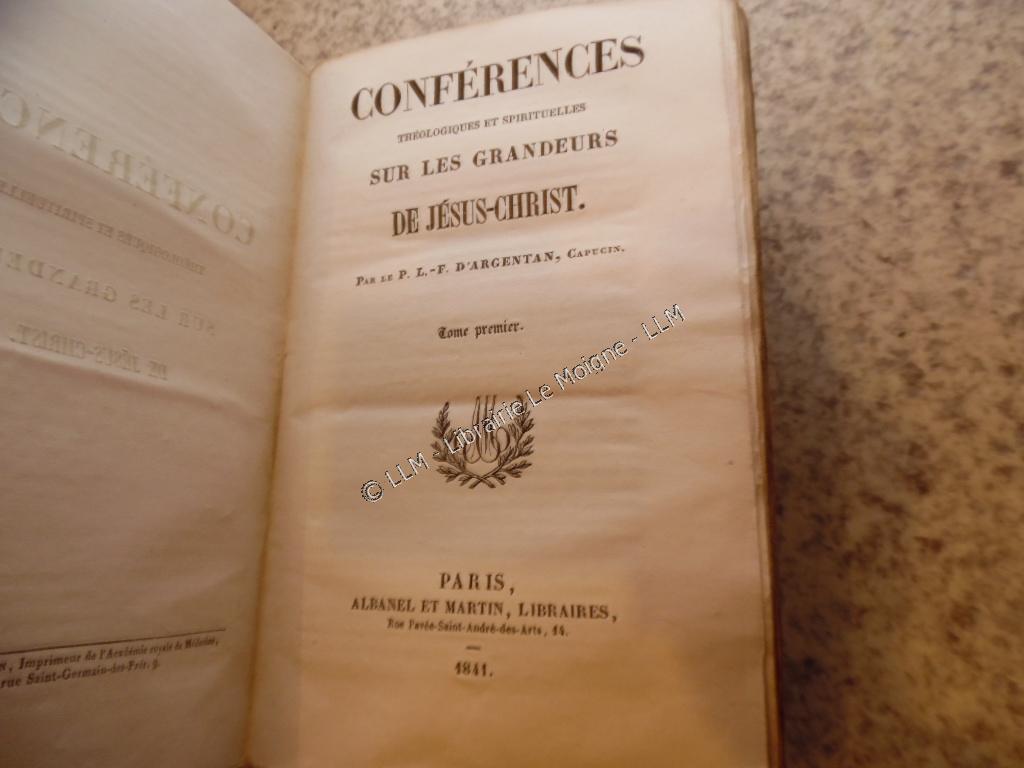 N, Imprimeur de l'Académie royale de Médecine,
rue Saint-Germain-des-Prés. 9.
CONFÉRENCES
THÉOLOGIQUES ET SPIRITUELLES
SUR LES GRANDEURS
DE JÉSUS-CHRIST.
PAR LE P. L.-F. D'ARGENTAN, CAPUCIN.
Tome premier.
© LLM - Librairie Le Moigne - LLM
PARIS,
ALBANEL ET MARTIN, LIBRAIRES,
Rue Pavée-Saint-André-des-Arts, 14.
1841.